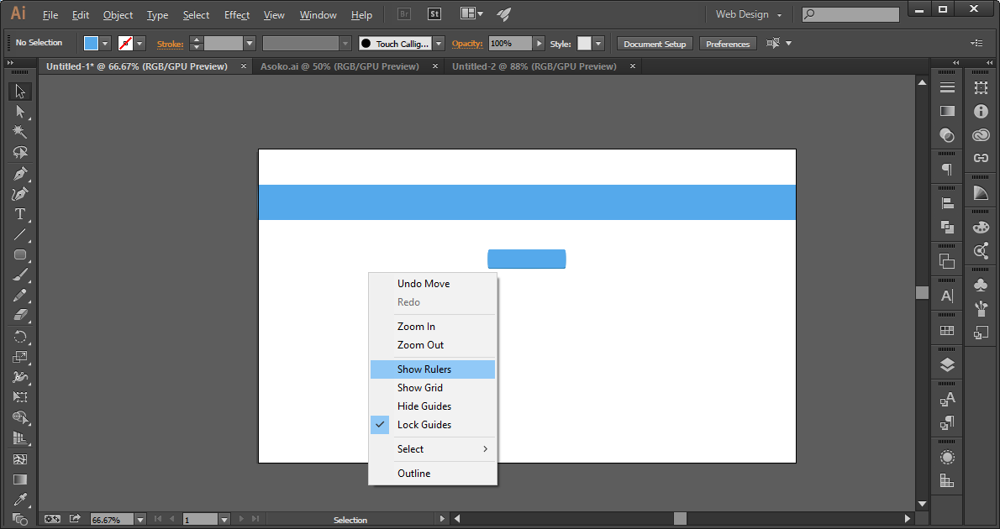 Ai File Edit Object Type Select Effect View Window Help Br St Web Design
No Selection Stroke: Touch Callig... Opacity: 100% Style: Document Setup Preferences
Untitled-1* @ 66.67% (RGB/GPU Preview) × Asoko.ai @ 50% (RGB/GPU Preview) × Untitled-2 @ 88% (RGB/GPU Preview) ×
Undo Move
Redo
Zoom In
Zoom Out
Show Rulers
Show Grid
Hide Guides
Lock Guides
Select
Outline
66.67% 1 Selection